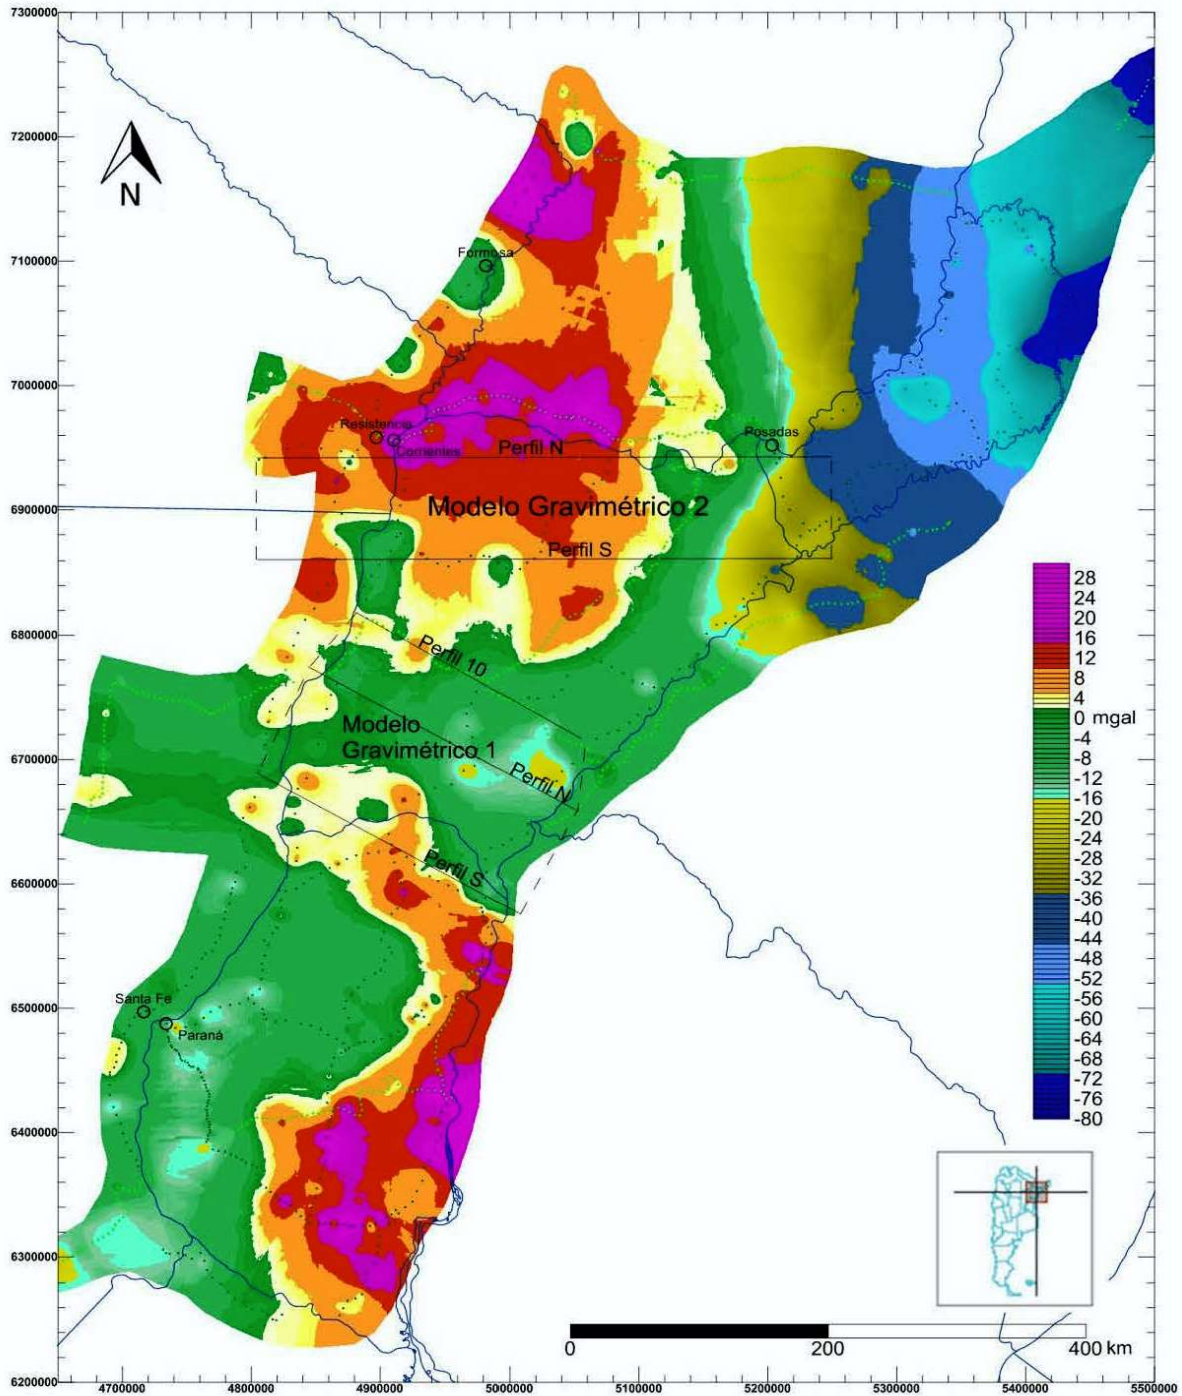 7300000
7200000
7100000
7000000
6900000
6800000
6700000
6600000
6500000
6400000
6300000
6200000
N
Formosa
Resistencia
Corrientes
Posadas
Perfil N
Modelo Gravimétrico 2
Perfil S
Perfil 10
Modelo
Gravimétrico 1
Perfil N
Perfil S
Santa Fe
Paraná
28
24
20
16
12
8
4
0 mgal
-4
-8
-12
-16
-20
-24
-28
-32
-36
-40
-44
-48
-52
-56
-60
-64
-68
-72
-76
-80
0 200 400 km
4700000 4800000 4900000 5000000 5100000 5200000 5300000 5400000 5500000